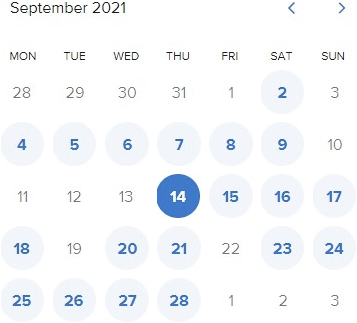 September 2021
MON TUE WED THU FRI SAT SUN
28 29 30 31 1 2 3
4 5 6 7 8 9 10
11 12 13 14 15 16 17
18 19 20 21 22 23 24
25 26 27 28 1 2 3